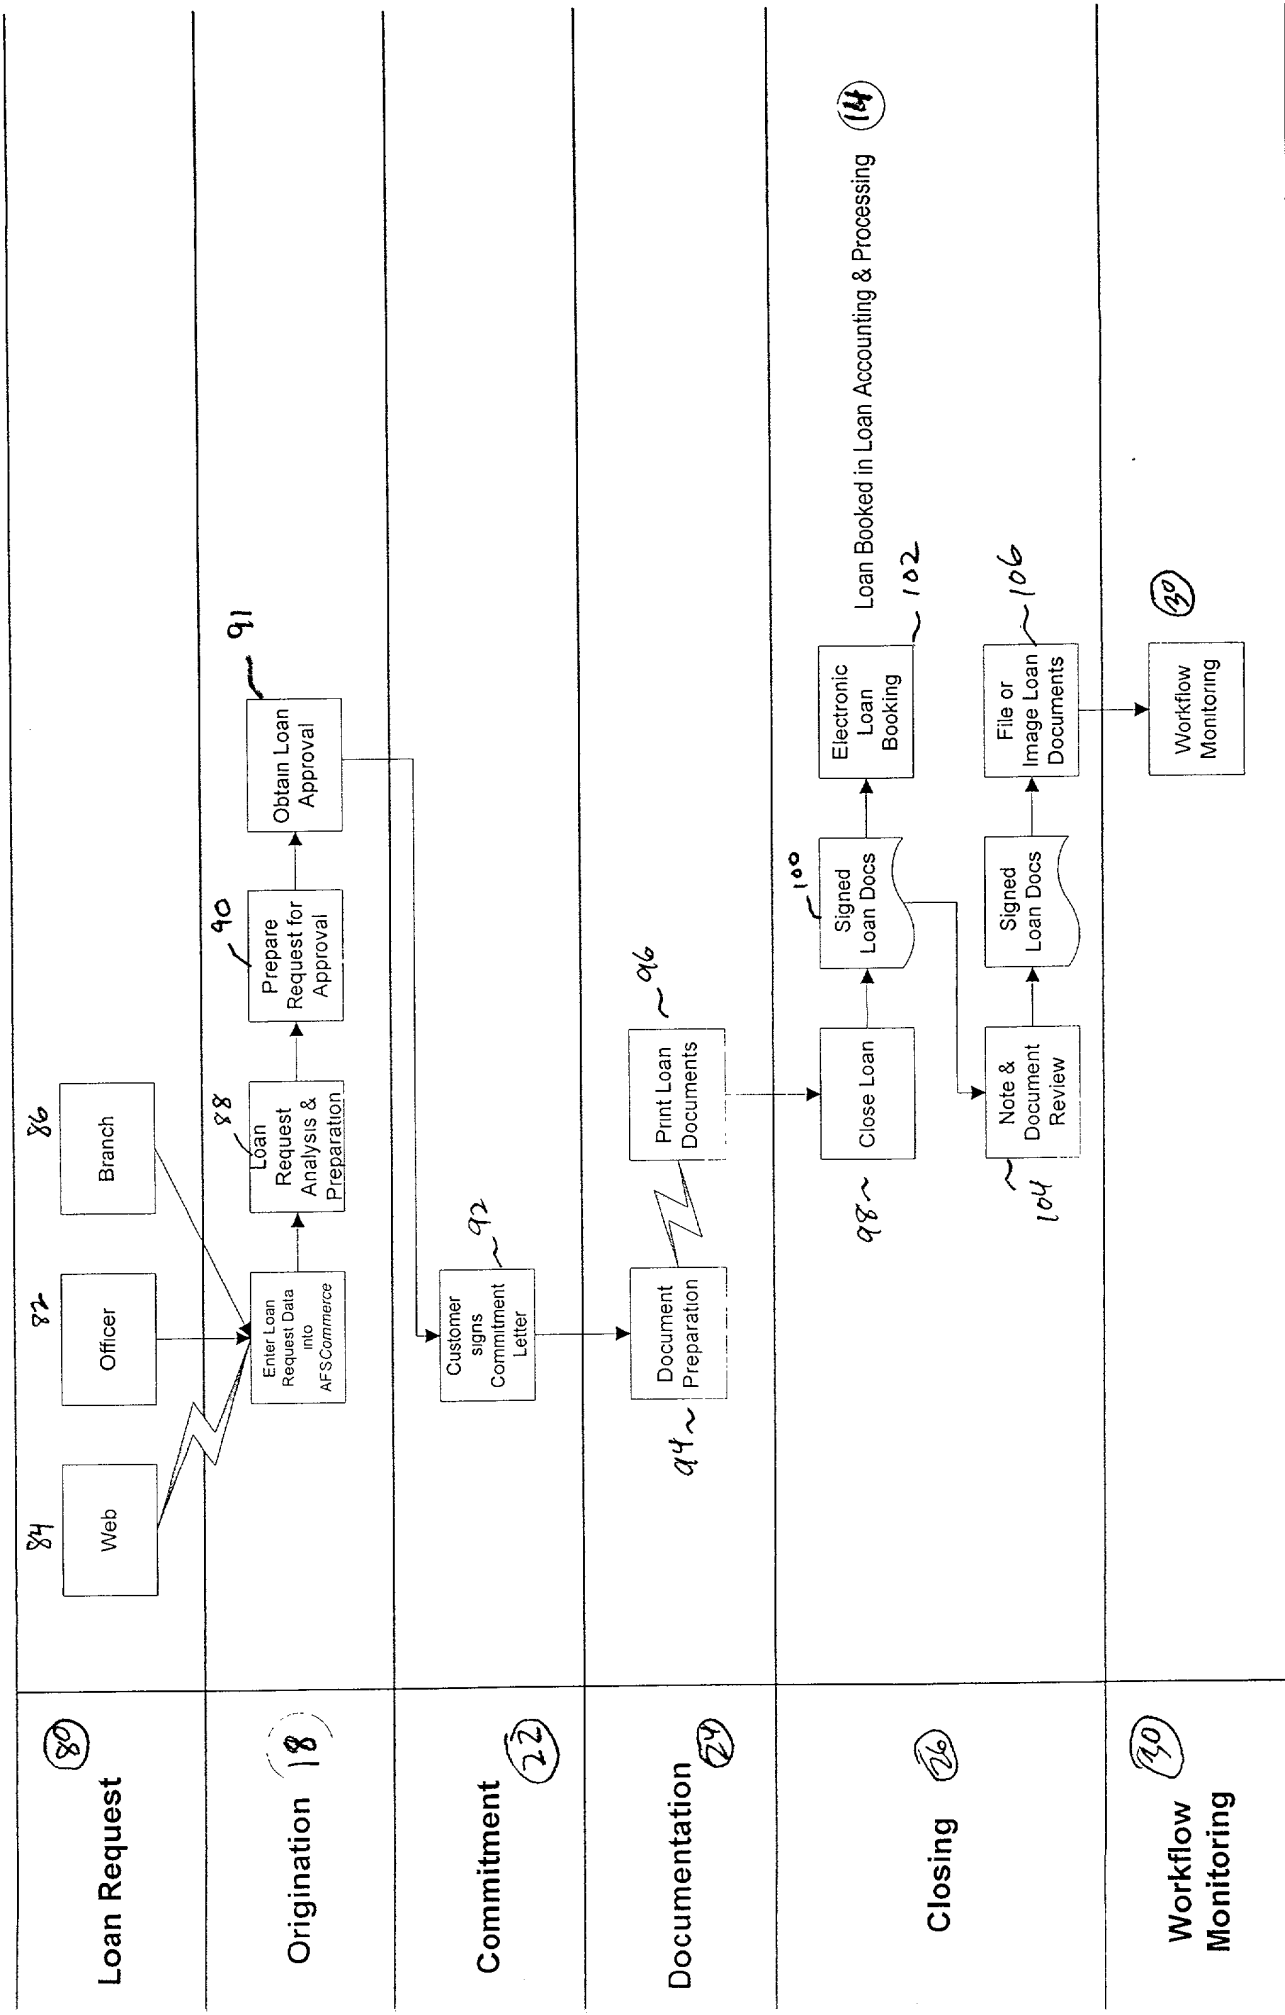 Loan Request
80
84
Web
82
Officer
86
Branch
Origination
18
Enter Loan
Request Data
into
AFSCommerce
88
Loan
Request
Analysis &
Preparation
90
Prepare
Request for
Approval
91
Obtain Loan
Approval
Commitment
22
Customer
signs
Commitment
Letter
92
Documentation
24
94
Document
Preparation
Print Loan
Documents
96
Closing
26
98
Close Loan
100
Signed
Loan Docs
Electronic
Loan
Booking
102
Loan Booked in Loan Accounting & Processing
14
104
Note &
Document
Review
Signed
Loan Docs
File or
Image Loan
Documents
106
Workflow
Monitoring
30
Workflow
Monitoring
30